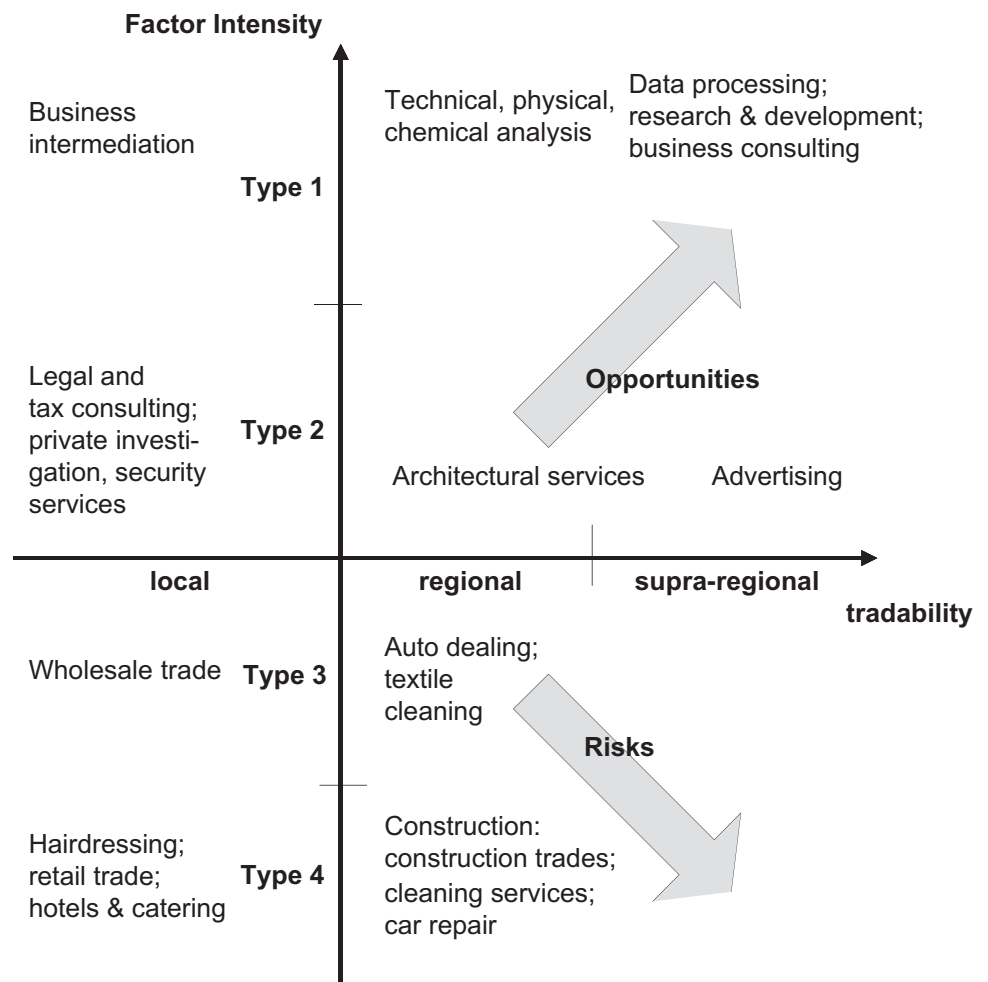 Factor Intensity
Business
intermediation
Technical, physical,
chemical analysis
Data processing;
research & development;
business consulting
Type 1
Legal and
tax consulting;
private investi-
gation, security
services
Type 2
Opportunities
Architectural services
Advertising
local
regional
supra-regional
tradability
Wholesale trade
Type 3
Auto dealing;
textile
cleaning
Risks
Hairdressing;
retail trade;
hotels & catering
Type 4
Construction:
construction trades;
cleaning services;
car repair